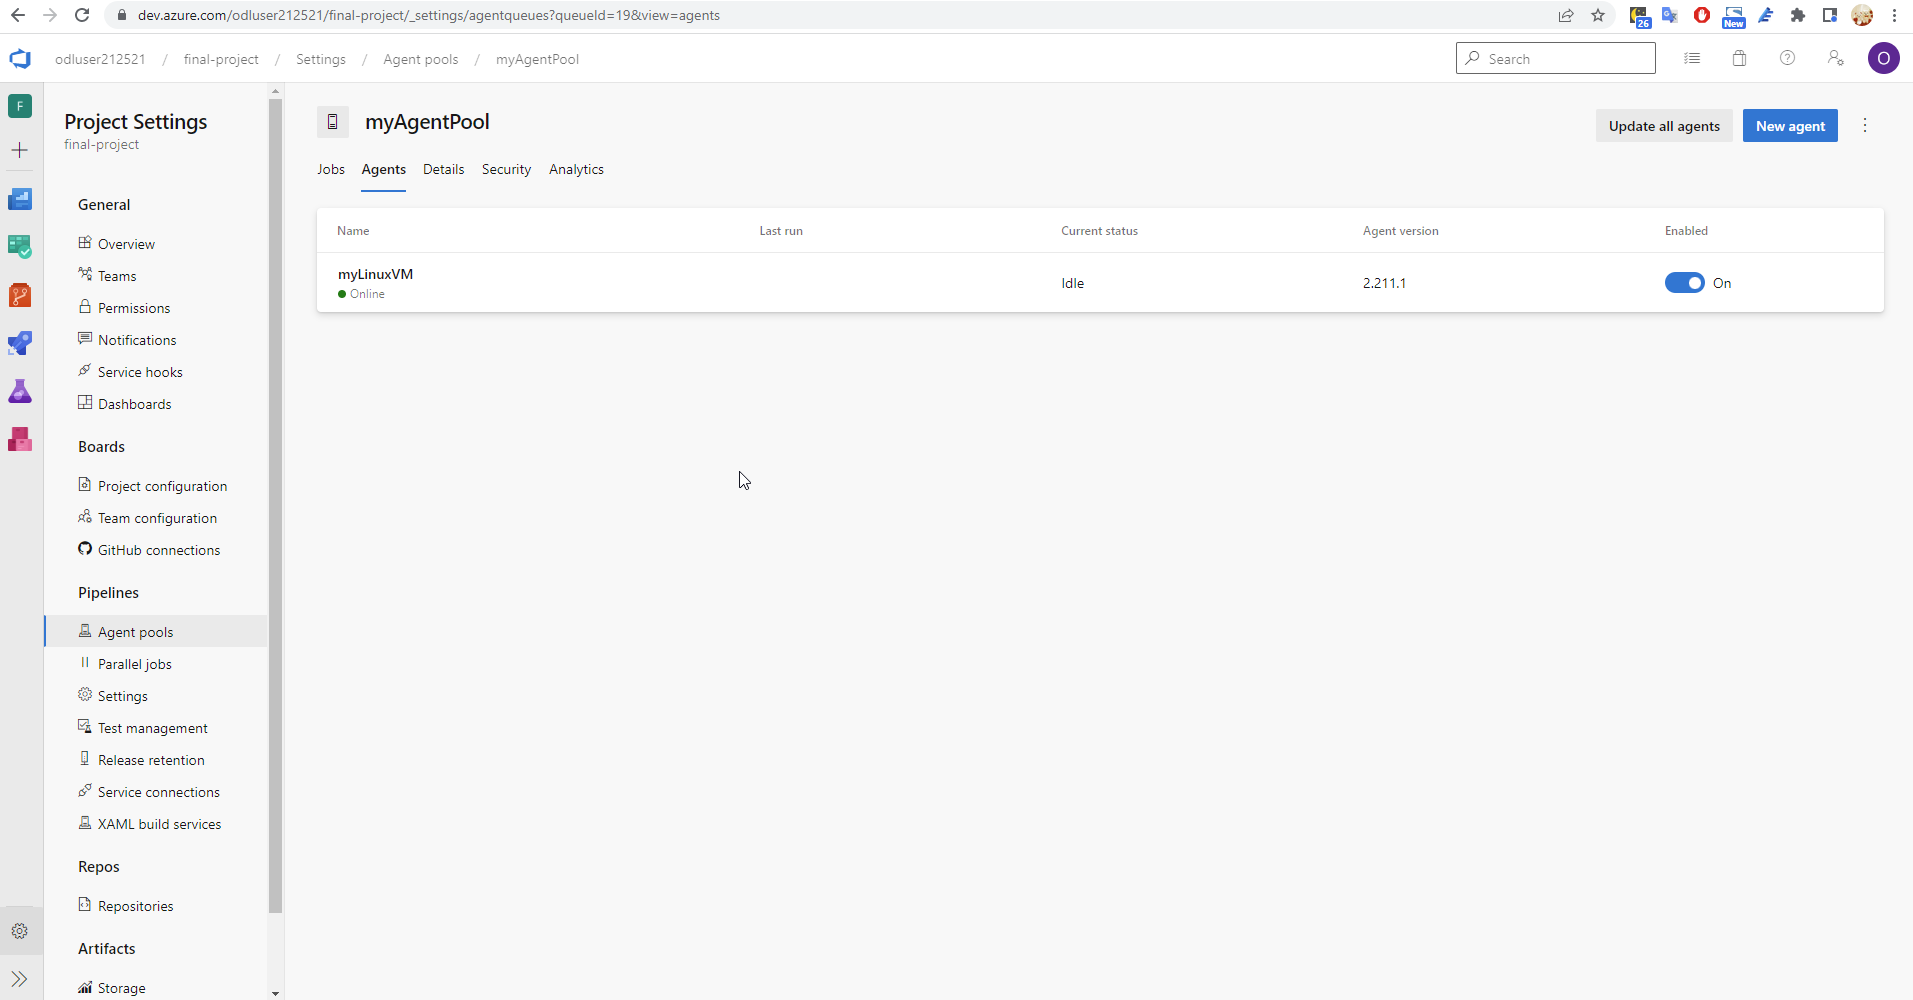 dev.azure.com/odluser212521/final-project/_settings/agentqueues?queueId=19&view=agents
26
New
odluser212521 / final-project / Settings / Agent pools / myAgentPool
Search
O
F
Project Settings
final-project
General
Overview
Teams
Permissions
Notifications
Service hooks
Dashboards
Boards
Project configuration
Team configuration
GitHub connections
Pipelines
Agent pools
Parallel jobs
Settings
Test management
Release retention
Service connections
XAML build services
Repos
Repositories
Artifacts
Storage
myAgentPool
Update all agents
New agent
Jobs Agents Details Security Analytics
Name Last run Current status Agent version Enabled
myLinuxVM
Online
Idle
2.211.1
On